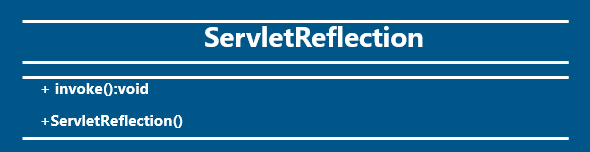 ServletReflection
+ invoke():void
+ServletReflection()